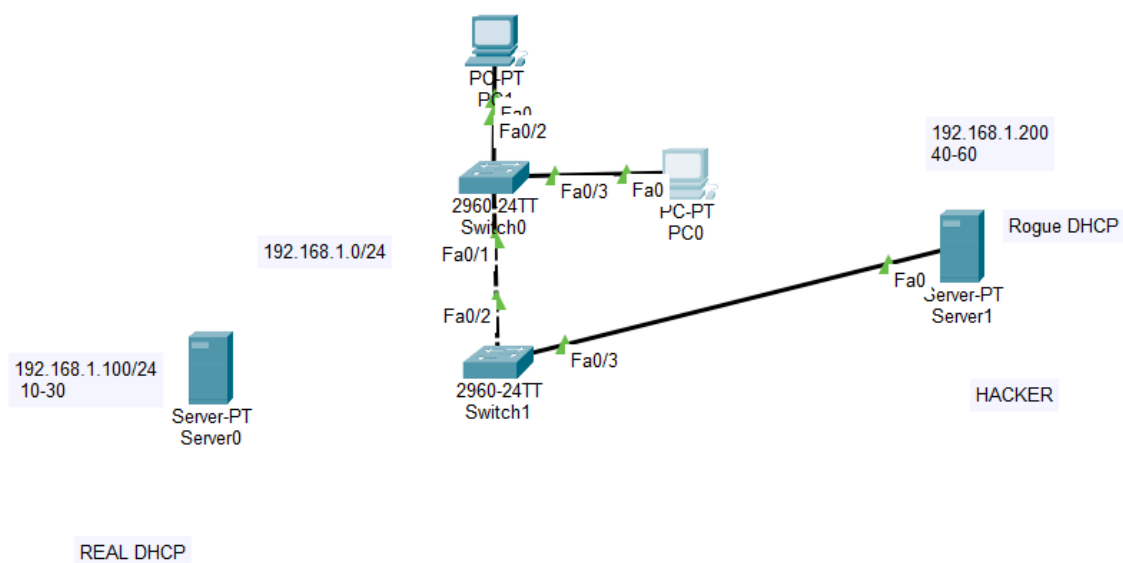 PC-PT
PC1
Fa0
Fa0/2
192.168.1.200
40-60
Fa0/3
Fa0
2960-24TT
Switch0
PC-PT
PC0
Rogue DHCP
192.168.1.0/24
Fa0/1
Fa0
Server-PT
Server1
Fa0/2
Fa0/3
192.168.1.100/24
10-30
2960-24TT
Switch1
HACKER
Server-PT
Server0
REAL DHCP